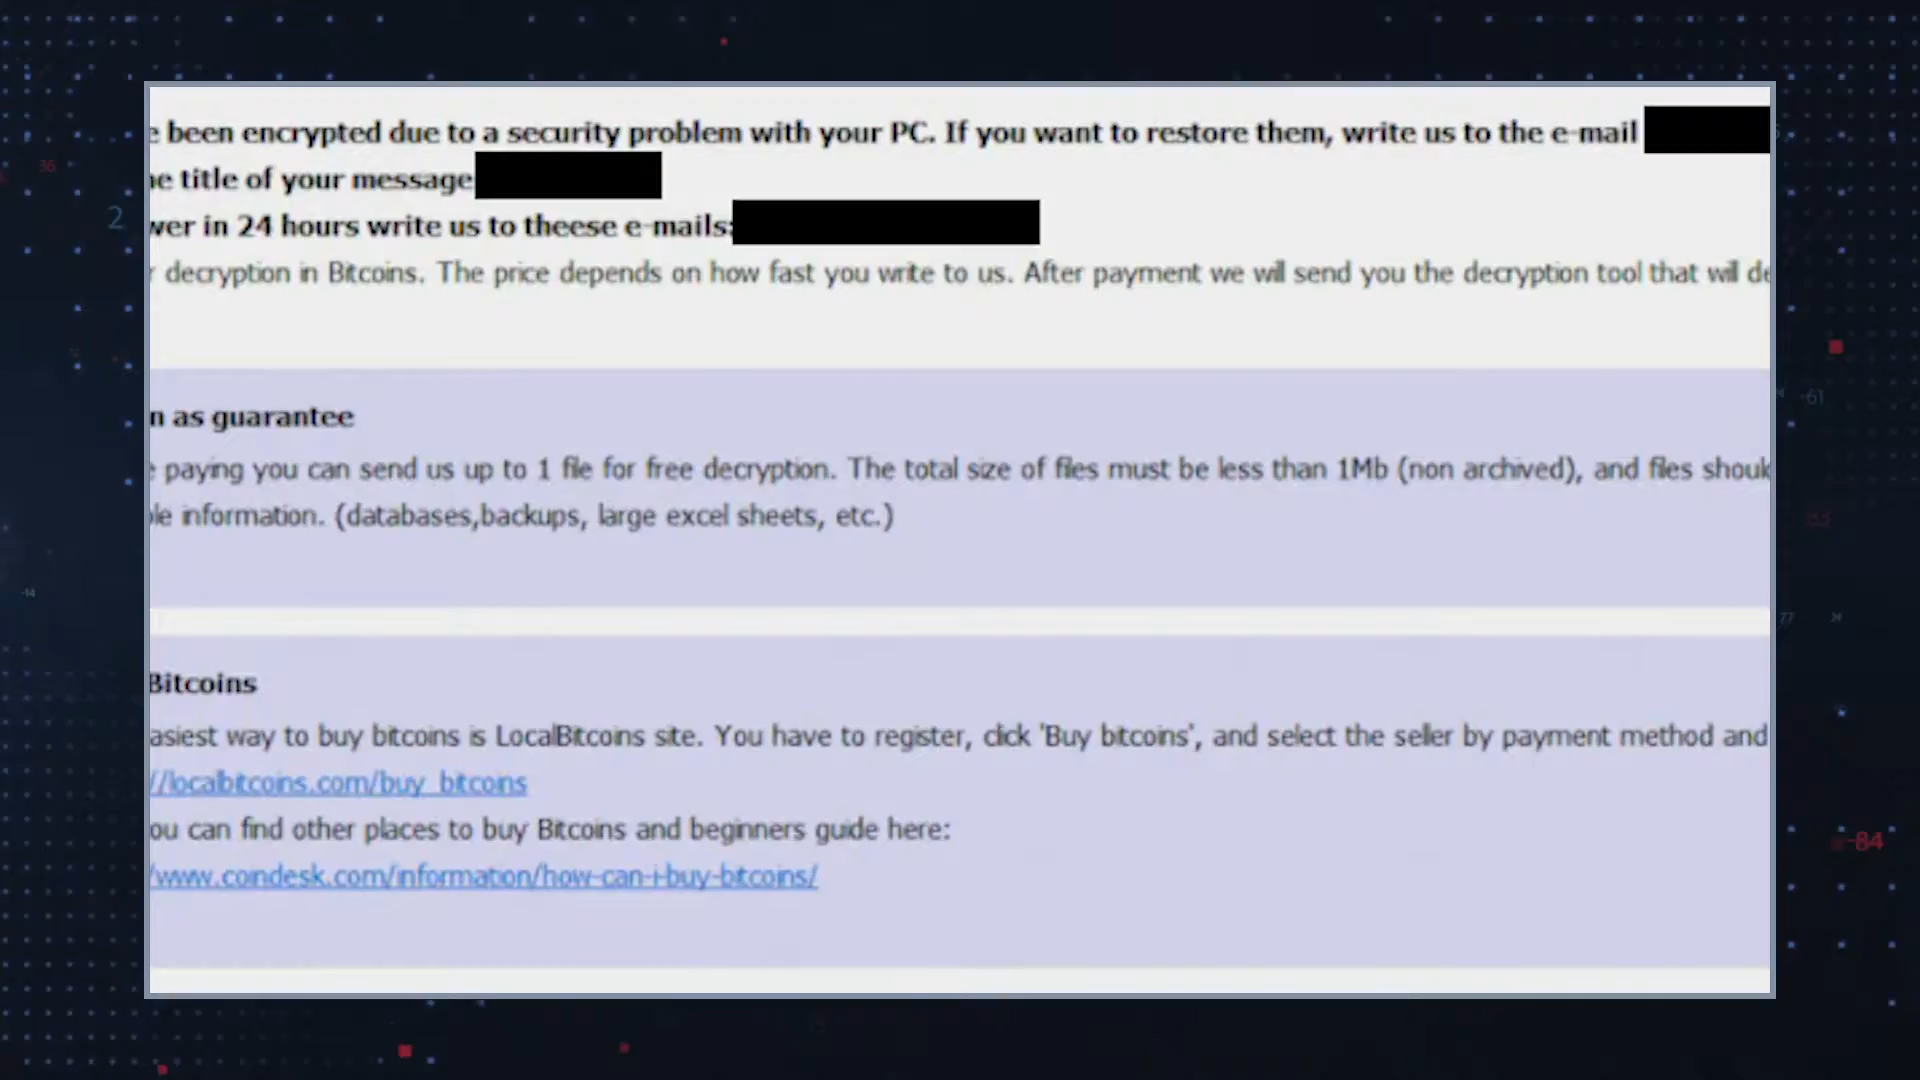 been encrypted due to a security problem with your PC. If you want to restore them, write us to the e-mail
title of your message
in 24 hours write us to theese e-mails:
decryption in Bitcoins. The price depends on how fast you write to us. After payment we will send you the decryption tool that will
as guarantee
paying you can send us up to 1 file for free decryption. The total size of files must be less than 1Mb (non archived), and files
information. (databases,backups, large excel sheets, etc.)
Bitcoins
asiest way to buy bitcoins is LocalBitcoins site. You have to register, click 'Buy bitcoins', and select the seller by payment method and
//localbitcoins.com/buy_bitcoins
ou can find other places to buy Bitcoins and beginners guide here:
/www.coindesk.com/information/how-can-i-buy-bitcoins/
36
2
-61
-14
77
-84